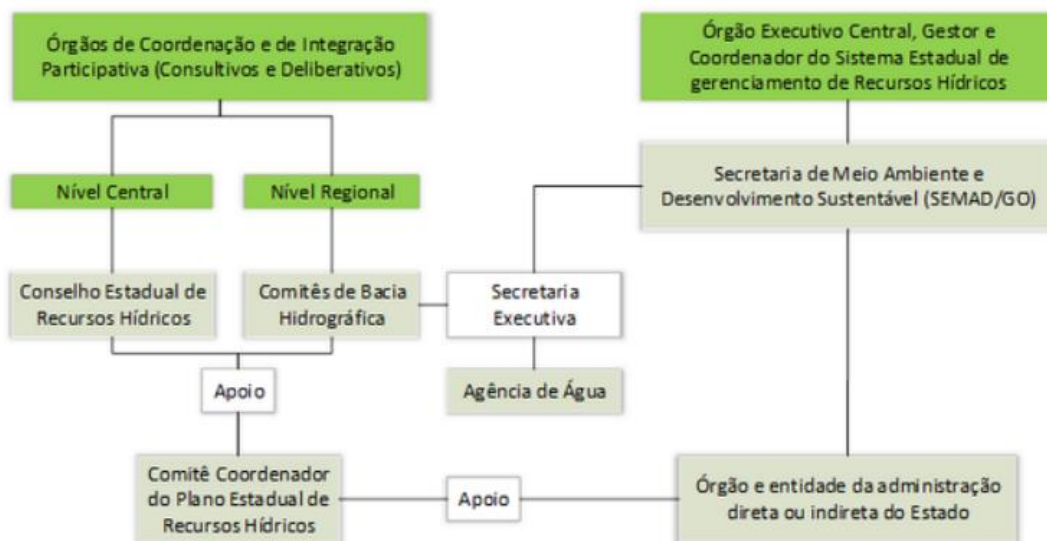 Órgãos de Coordenação e de Integração
Participativa (Consultivos e Deliberativos)
Órgão Executivo Central, Gestor e
Coordenador do Sistema Estadual de
gerenciamento de Recursos Hídricos
Nível Central
Nível Regional
Secretaria de Meio Ambiente e
Desenvolvimento Sustentável (SEMAD/GO)
Conselho Estadual de
Recursos Hídricos
Comitês de Bacia
Hidrográfica
Secretaria
Executiva
Apoio
Agência de Água
Comitê Coordenador
do Plano Estadual de
Recursos Hídricos
Apoio
Órgão e entidade da administração
direta ou indireta do Estado